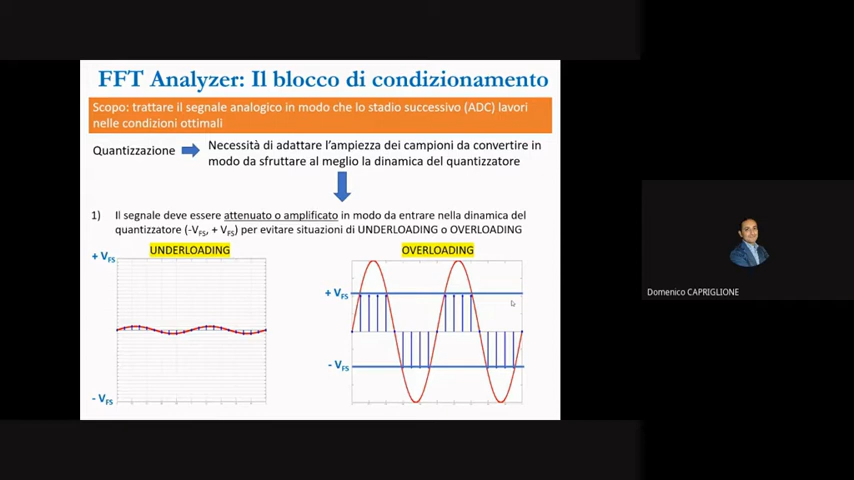 FFT Analyzer: Il blocco di condizionamento
Scopo: trattare il segnale analogico in modo che lo stadio successivo (ADC) lavori
nelle condizioni ottimali
Quantizzazione
Necessità di adattare l'ampiezza dei campioni da convertire in
modo da sfruttare al meglio la dinamica del quantizzatore
1) Il segnale deve essere attenuato o amplificato in modo da entrare nella dinamica del
quantizzatore (-VFS, + VFS) per evitare situazioni di UNDERLOADING o OVERLOADING
UNDERLOADING
+ VFS
- VFS
OVERLOADING
+ VFS
- VFS
Domenico CAPRIGLIONE